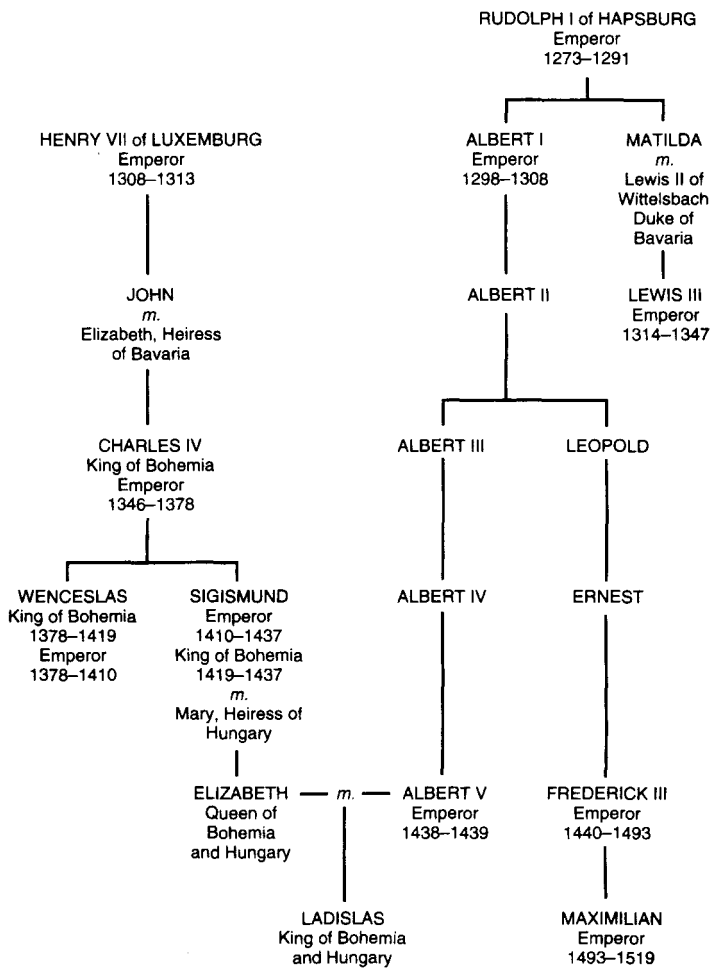 RUDOLPH I of HAPSBURG
Emperor
1273–1291
HENRY VII of LUXEMBURG
Emperor
1308–1313
ALBERT I
Emperor
1298–1308
MATILDA
m.
Lewis II of
Wittelsbach
Duke of
Bavaria
JOHN
m.
Elizabeth, Heiress
of Bavaria
ALBERT II
LEWIS III
Emperor
1314–1347
CHARLES IV
King of Bohemia
Emperor
1346–1378
ALBERT III
LEOPOLD
WENCESLAS
King of Bohemia
1378–1419
Emperor
1378–1410
SIGISMUND
Emperor
1410–1437
King of Bohemia
1419–1437
m.
Mary, Heiress of
Hungary
ALBERT IV
ERNEST
ELIZABETH — m. — ALBERT V
Queen of
Bohemia
and Hungary
Emperor
1438–1439
FREDERICK III
Emperor
1440–1493
LADISLAS
King of Bohemia
and Hungary
MAXIMILIAN
Emperor
1493–1519